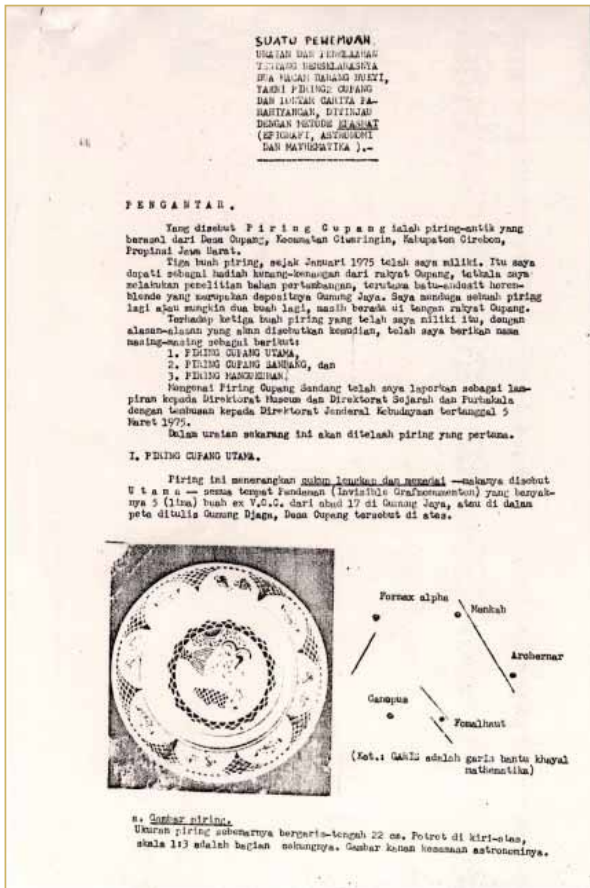 SUATU PENEMUAN.
URAIAN DAN PENELAAHAN
TENTANG BERSELARASNYA
DUA MACAM BARANG BUKTI,
YAKNI PIRING2 CUPANG
DAN LONTAR CARITA PA-
RAHIYANGAN, DITINJAU
DENGAN METODE EPASMAT
(EPIGRAFI, ASTRONOMI
DAN MATHEMATIKA ).-
PENGANTAR.
Yang disebut Piring Cupang ialah piring-antik yang
berasal dari Desa Cupang, Kecamatan Ciwaringin, Kabupaten Cirebon,
Propinsi Jawa Barat.
Tiga buah piring, sejak Januari 1975 telah saya miliki. Itu saya
dapati sebagai hadiah kenang-kenangan dari rakyat Cupang, tatkala saya
melakukan penelitian bahan pertambangan, terutama batu-andesit horen-
blende yang merupakan depositnya Gunung Jaya. Saya menduga sebuah piring
lagi atau mungkin dua buah lagi, masih berada di tangan rakyat Cupang.
Terhadap ketiga buah piring yang telah saya miliki itu, dengan
alasan-alasan yang akan disebutkan kemudian, telah saya berikan nama
masing-masing sebagai berikut:
1. PIRING CUPANG UTAMA,
2. PIRING CUPANG SANDANG, dan
3. PIRING MANGUKUHAN.
Mengenai Piring Cupang Sandang telah saya laporkan sebagai lam-
piran kepada Direktorat Museum dan Direktorat Sejarah dan Purbakala
dengan tembusan kepada Direktorat Jenderal Kebudayaan tertanggal 5
Maret 1975.
Dalam uraian sekarang ini akan ditelaah piring yang pertama.
I. PIRING CUPANG UTAMA.
Piring ini menerangkan cukup lengkap dan memadai —makanya disebut
Utama— semua tempat Pendaman (Invisible Grafmonumenten) yang banyak-
nya 5 (lima) buah ex V.O.C. dari abad 17 di Gunung Jaya, atau di dalam
peta ditulis Gunung Djaga, Desa Cupang tersebut di atas.
Fornax alpha
Menkah
Archernar
Canopus
Fomalhaut
(Ket.: GARIS adalah garis bantu khayal
mathematika)
a. Gambar piring.
Ukuran piring sebenarnya bergaris-tengah 22 cm. Potret di kiri-atas,
skala 1:3 adalah bagian cekungnya. Gambar kanan kesamaan astronominya.